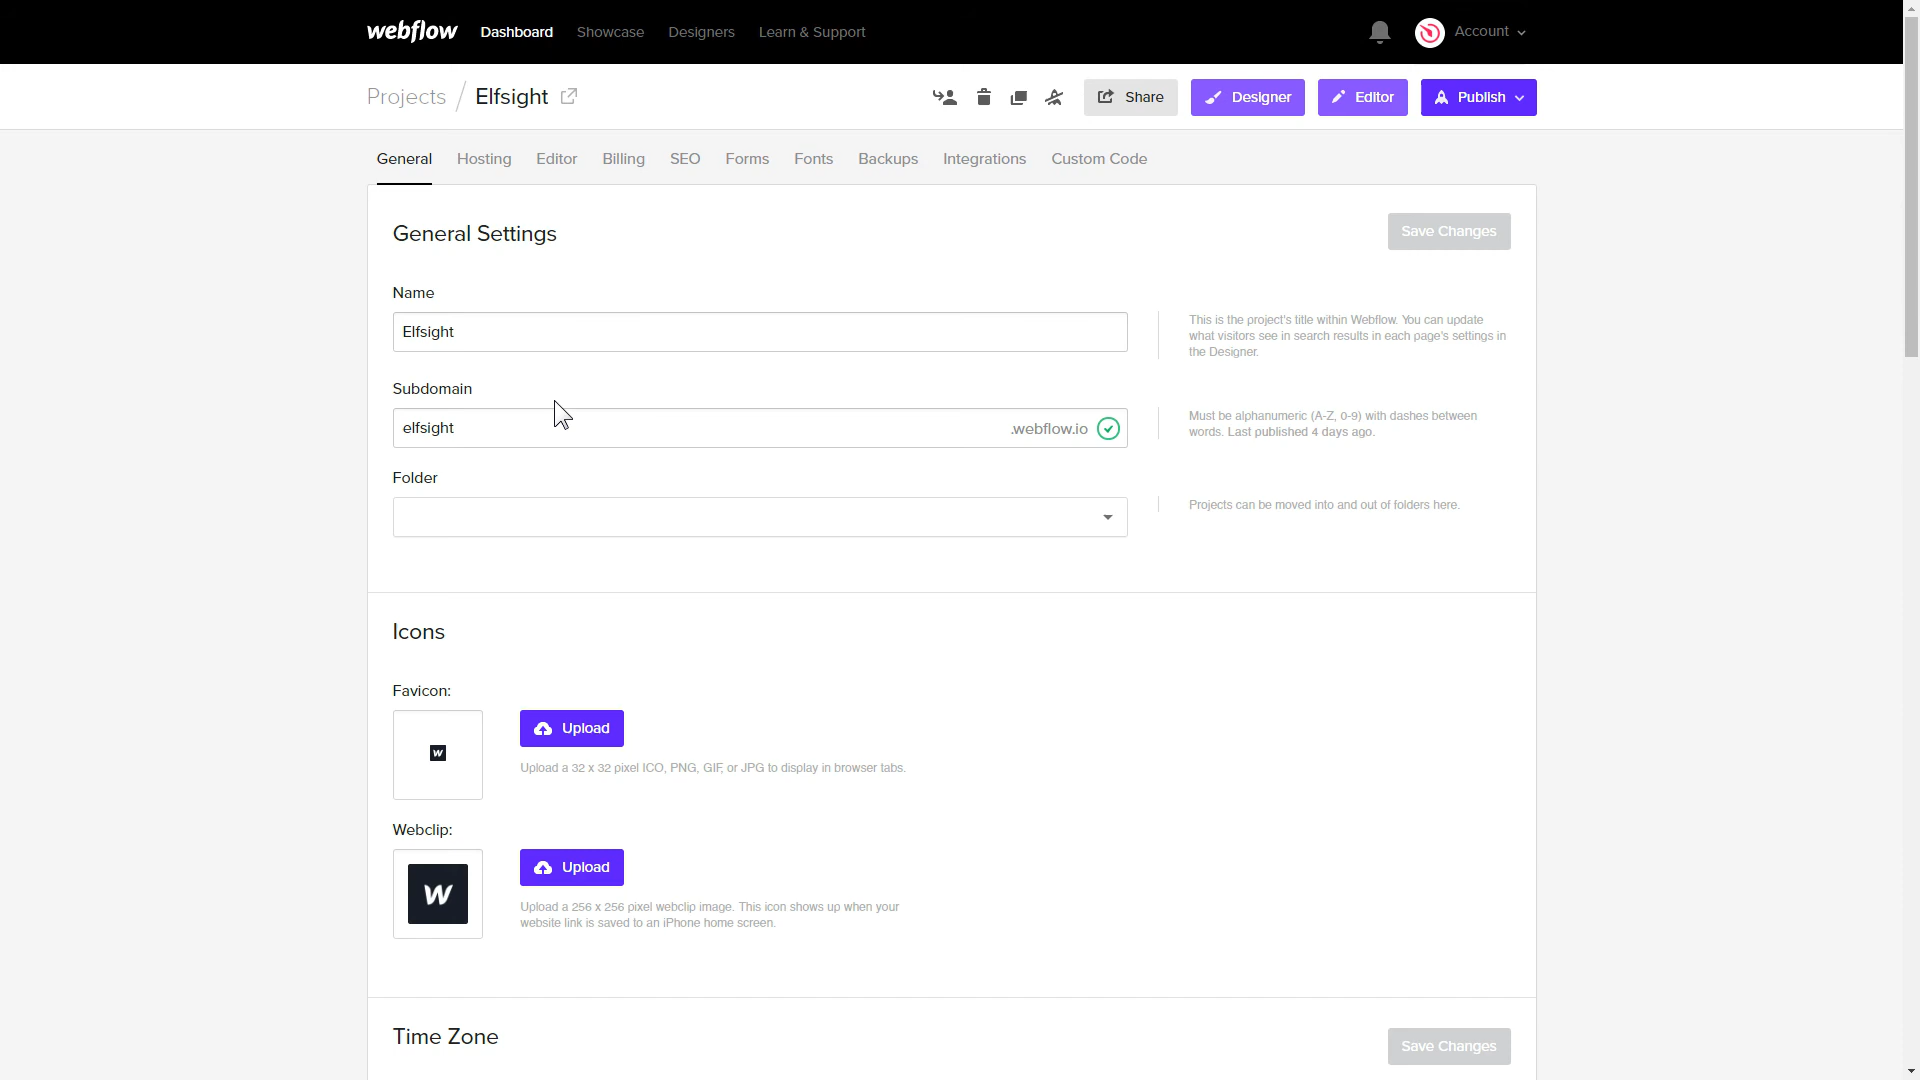 webflow Dashboard Showcase Designers Learn & Support Account
Projects / Elfsight Share Designer Editor Publish
General Hosting Editor Billing SEO Forms Fonts Backups Integrations Custom Code
General Settings Save Changes
Name
Elfsight
This is the project's title within Webflow. You can update
what visitors see in search results in each page's settings in
the Designer.
Subdomain
elfsight .webflow.io
Must be alphanumeric (A-Z, 0-9) with dashes between
words. Last published 4 days ago.
Folder
Projects can be moved into and out of folders here.
Icons
Favicon:
W
Upload
Upload a 32 x 32 pixel ICO, PNG, GIF, or JPG to display in browser tabs.
Webclip:
W
Upload
Upload a 256 x 256 pixel webclip image. This icon shows up when your
website link is saved to an iPhone home screen.
Time Zone Save Changes